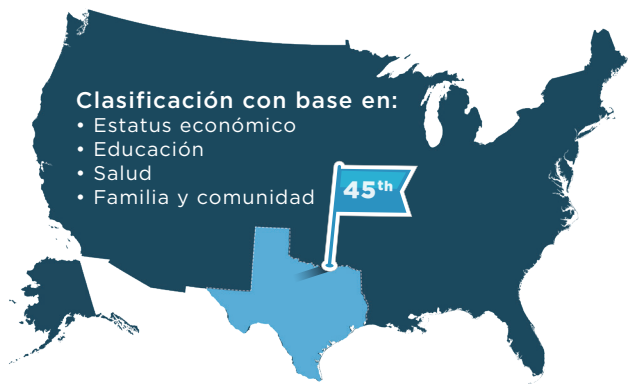 Clasificación con base en:
• Estatus económico
• Educación
• Salud
• Familia y comunidad
45th